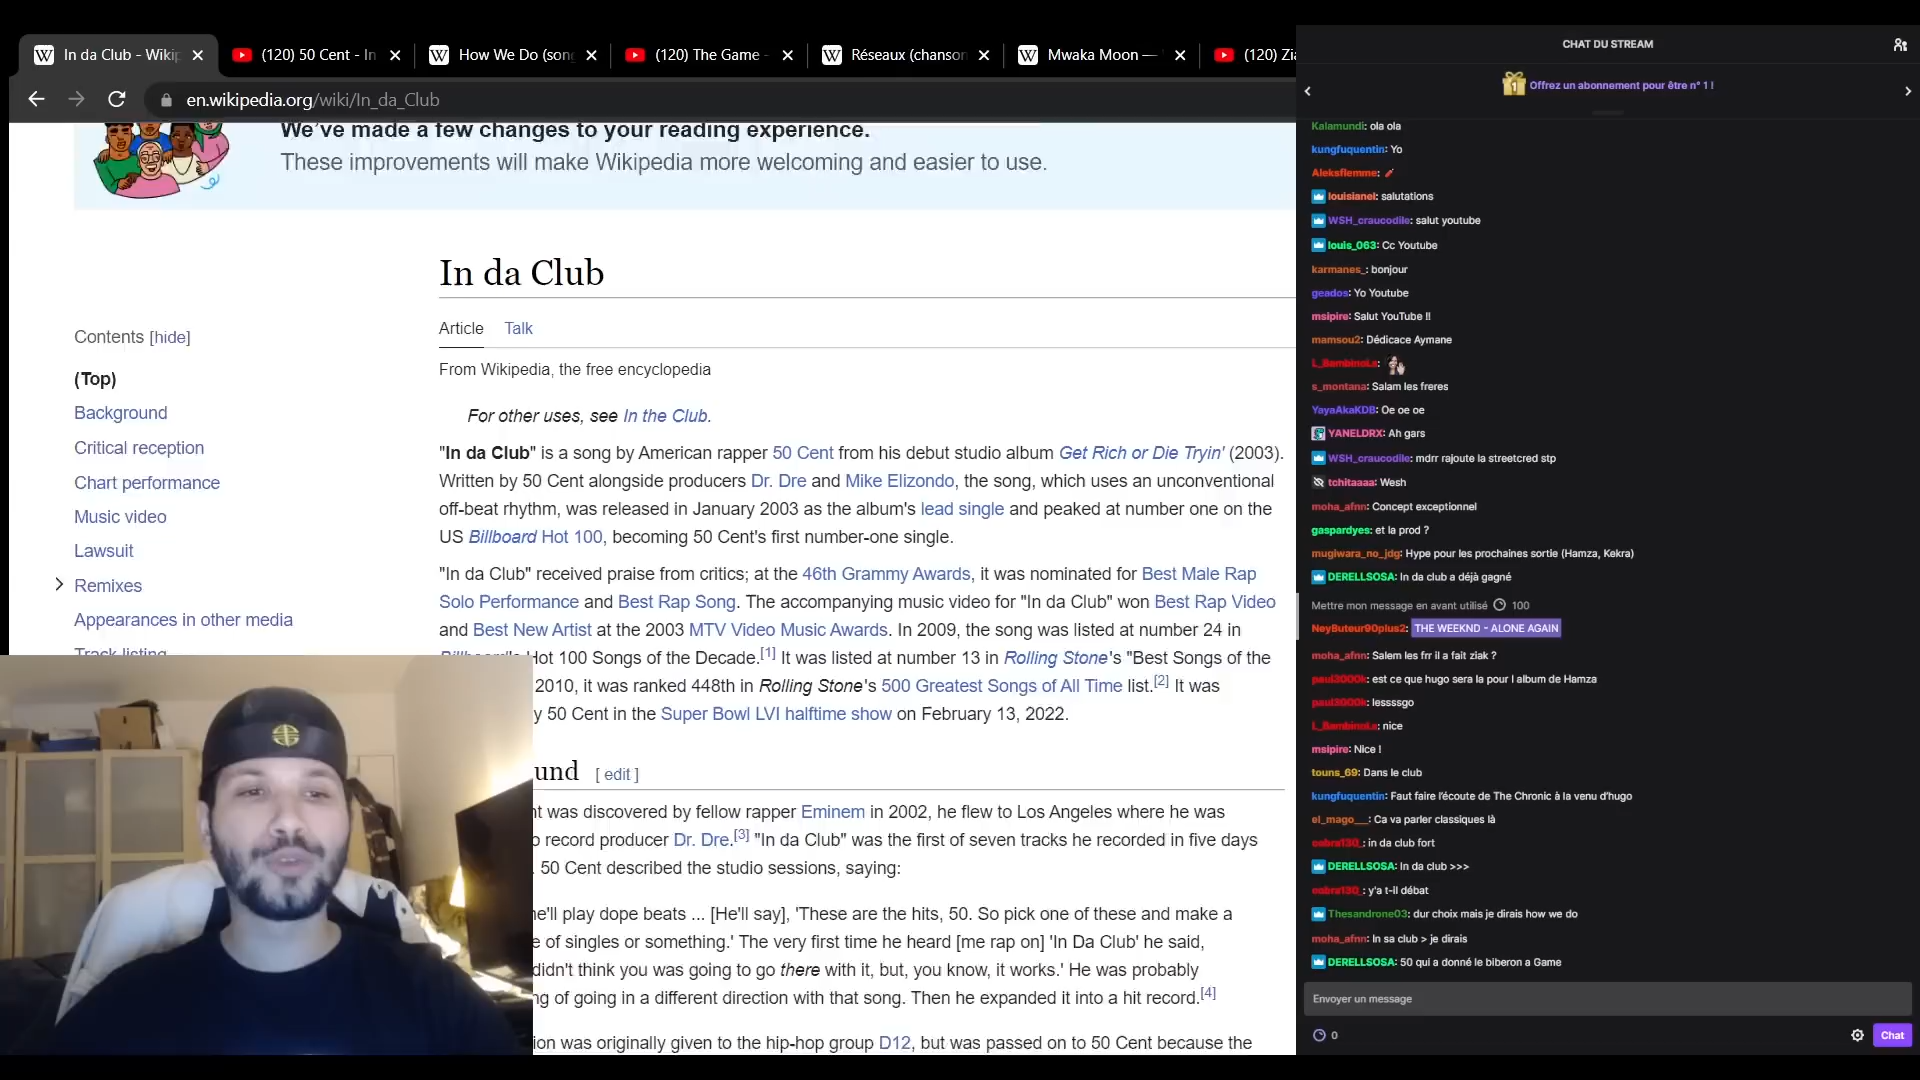 In da Club - Wikip
(120) 50 Cent - In
How We Do (song
(120) The Game -
Réseaux (chanson
Mwaka Moon —
(120) Zia
en.wikipedia.org/wiki/In_da_Club
We've made a few changes to your reading experience.
These improvements will make Wikipedia more welcoming and easier to use.
In da Club
Article Talk
From Wikipedia, the free encyclopedia
For other uses, see In the Club.
"In da Club" is a song by American rapper 50 Cent from his debut studio album Get Rich or Die Tryin' (2003).
Written by 50 Cent alongside producers Dr. Dre and Mike Elizondo, the song, which uses an unconventional
off-beat rhythm, was released in January 2003 as the album's lead single and peaked at number one on the
US Billboard Hot 100, becoming 50 Cent's first number-one single.
"In da Club" received praise from critics; at the 46th Grammy Awards, it was nominated for Best Male Rap
Solo Performance and Best Rap Song. The accompanying music video for "In da Club" won Best Rap Video
and Best New Artist at the 2003 MTV Video Music Awards. In 2009, the song was listed at number 24 in
Billboard's Hot 100 Songs of the Decade.[1] It was listed at number 13 in Rolling Stone's "Best Songs of the
2010, it was ranked 448th in Rolling Stone's 500 Greatest Songs of All Time list.[2] It was
y 50 Cent in the Super Bowl LVI halftime show on February 13, 2022.
und [ edit ]
nt was discovered by fellow rapper Eminem in 2002, he flew to Los Angeles where he was
o record producer Dr. Dre.[3] "In da Club" was the first of seven tracks he recorded in five days
. 50 Cent described the studio sessions, saying:
he'll play dope beats ... [He'll say], 'These are the hits, 50. So pick one of these and make a
e of singles or something.' The very first time he heard [me rap on] 'In Da Club' he said,
didn't think you was going to go there with it, but, you know, it works.' He was probably
ng of going in a different direction with that song. Then he expanded it into a hit record.[4]
ion was originally given to the hip-hop group D12, but was passed on to 50 Cent because the
Contents [hide]
(Top)
Background
Critical reception
Chart performance
Music video
Lawsuit
Remixes
Appearances in other media
Track listing
CHAT DU STREAM
1
Offrez un abonnement pour être n° 1 !
Kalamundi: ola ola
kungfuquentin: Yo
Aleksflemme:
louisianel: salutations
WSH_craucodile: salut youtube
louis_063: Cc Youtube
karmanes_: bonjour
geados: Yo Youtube
msipire: Salut YouTube !!
mamsou2: Dédicace Aymane
L_BambinoLs:
s_montana: Salam les freres
YayaAkaKDB: Oe oe oe
YANELDRX: Ah gars
WSH_craucodile: mdrr rajoute la streetcred stp
tchitaaaa: Wesh
moha_afnn: Concept exceptionnel
gaspardyes: et la prod ?
mugiwara_no_jdg: Hype pour les prochaines sortie (Hamza, Kekra)
DERELLSOSA: In da club a déjà gagné
Mettre mon message en avant utilisé 100
NeyButeur90plus2: THE WEEKND - ALONE AGAIN
moha_afnn: Salem les frr il a fait ziak ?
paul3000k: est ce que hugo sera la pour l album de Hamza
paul3000k: lessssgo
L_BambinoLs: nice
msipire: Nice !
touns_69: Dans le club
kungfuquentin: Faut faire l'écoute de The Chronic à la venu d'hugo
el_mago___: Ca va parler classiques là
cobra130_: in da club fort
DERELLSOSA: In da club >>>
cobra130_: y'a t-il débat
Thesandrone03: dur choix mais je dirais how we do
moha_afnn: In sa club > je dirais
DERELLSOSA: 50 qui a donné le biberon a Game
Envoyer un message
0
Chat